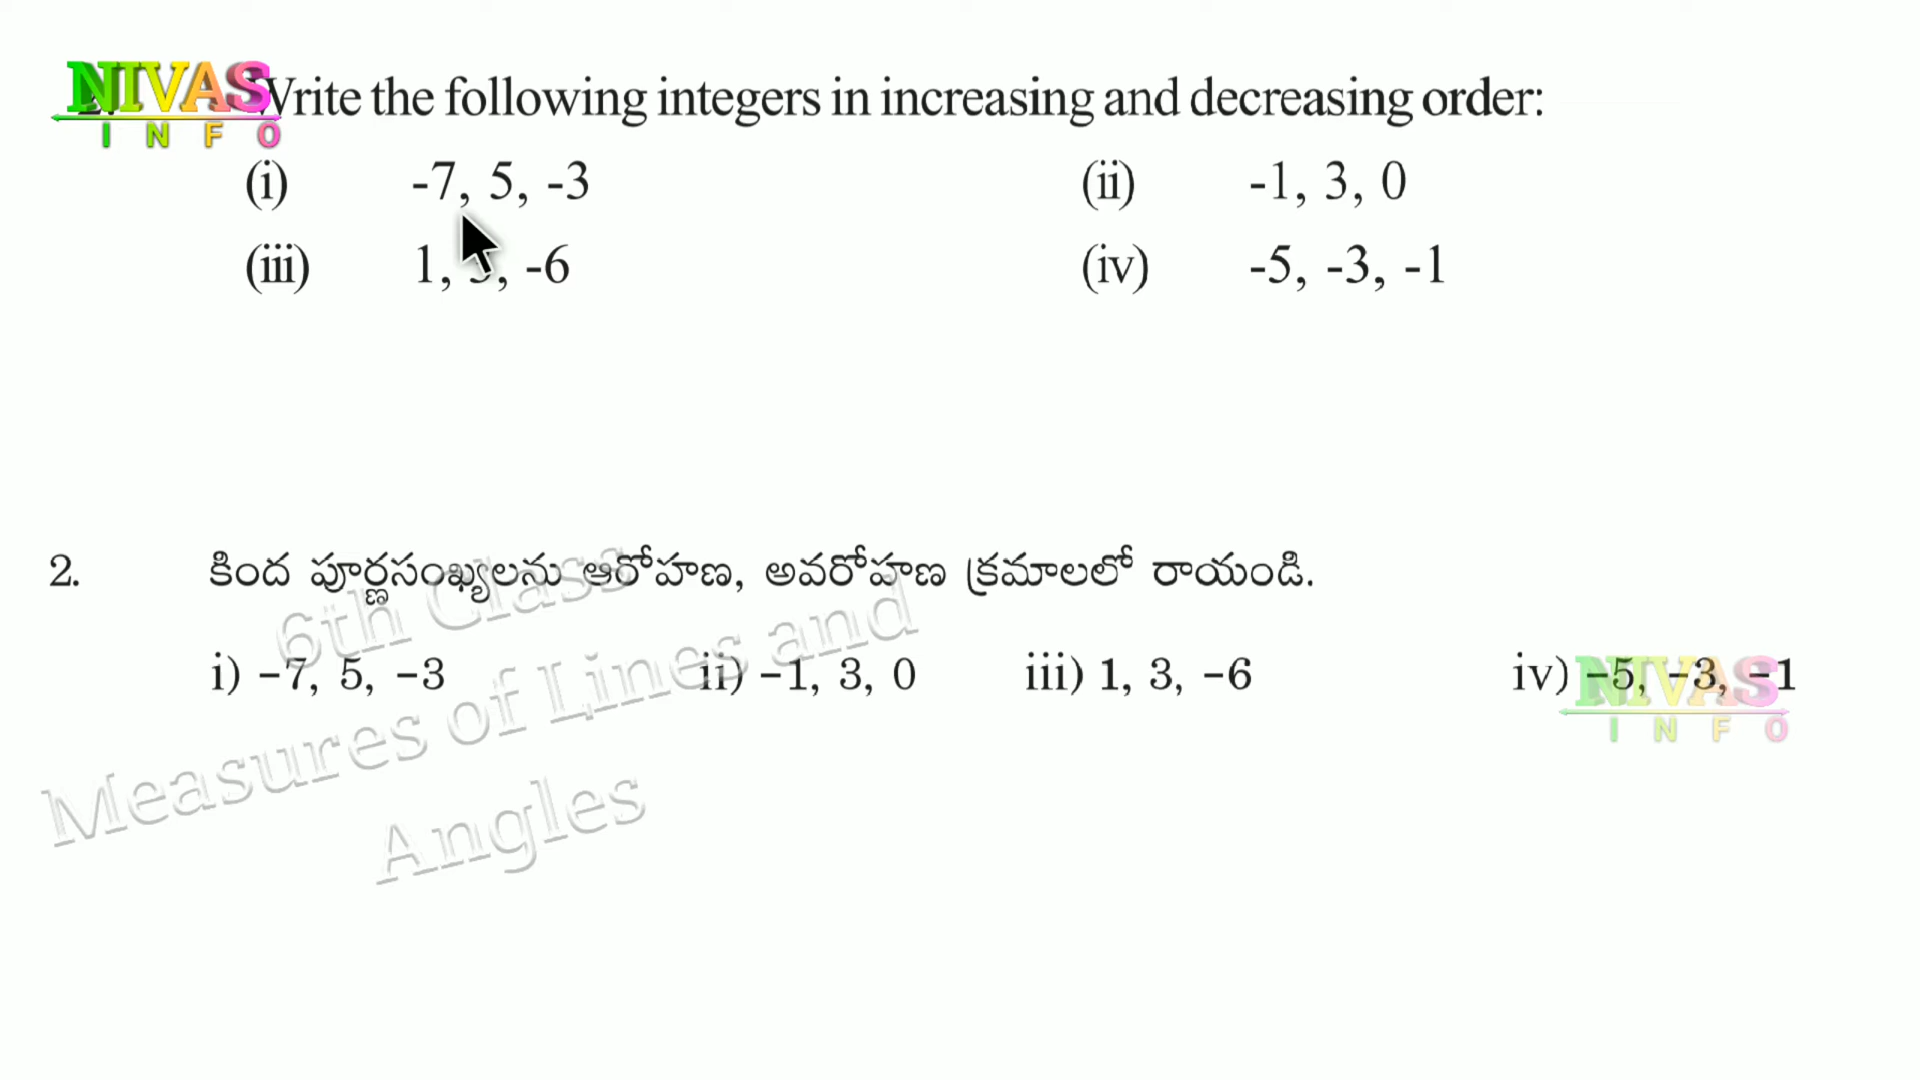 NIVAS
INFO
Write the following integers in increasing and decreasing order:
(i) -7, 5, -3 (ii) -1, 3, 0
(iii) 1, 3, -6 (iv) -5, -3, -1
2. కింద పూర్ణసంఖ్యలను ఆరోహణ, అవరోహణ క్రమాలలో రాయండి.
i) –7, 5, –3 ii) –1, 3, 0 iii) 1, 3, –6 iv) –5, –3, –1
NIVAS
INFO
6th Class
Measures of Lines and
Angles